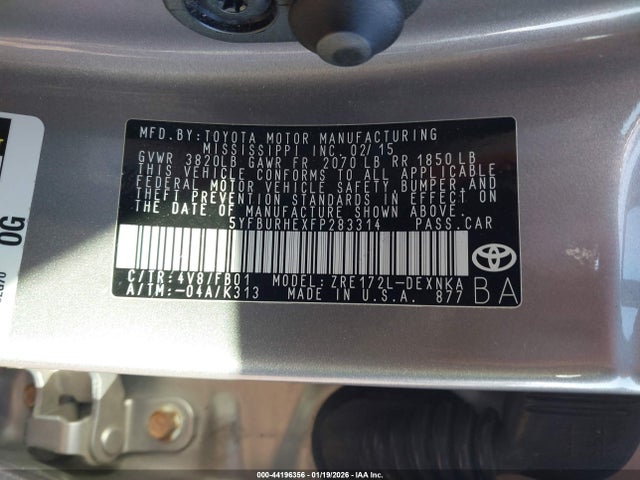 MFD.BY:TOYOTA MOTOR MANUFACTURING
MISSISSIPPI INC. 02/15
GVWR 3820LB GAWR FR 2070 LB RR 1850 LB
THIS VEHICLE CONFORMS TO ALL APPLICABLE
FEDERAL MOTOR VEHICLE SAFETY, BUMPER, AND
THEFT PREVENTION STANDARDS IN EFFECT ON
THE DATE OF MANUFACTURE SHOWN ABOVE.
5YFBURHEXFP283314 PASS.CAR
C/TR:4V8/FB01 MODEL:ZRE172L-DEXNKA
A/TM:-04A/K313 MADE IN U.S.A. 877
BA
OG
000-44196356 - 01/19/2026 - IAA Inc.